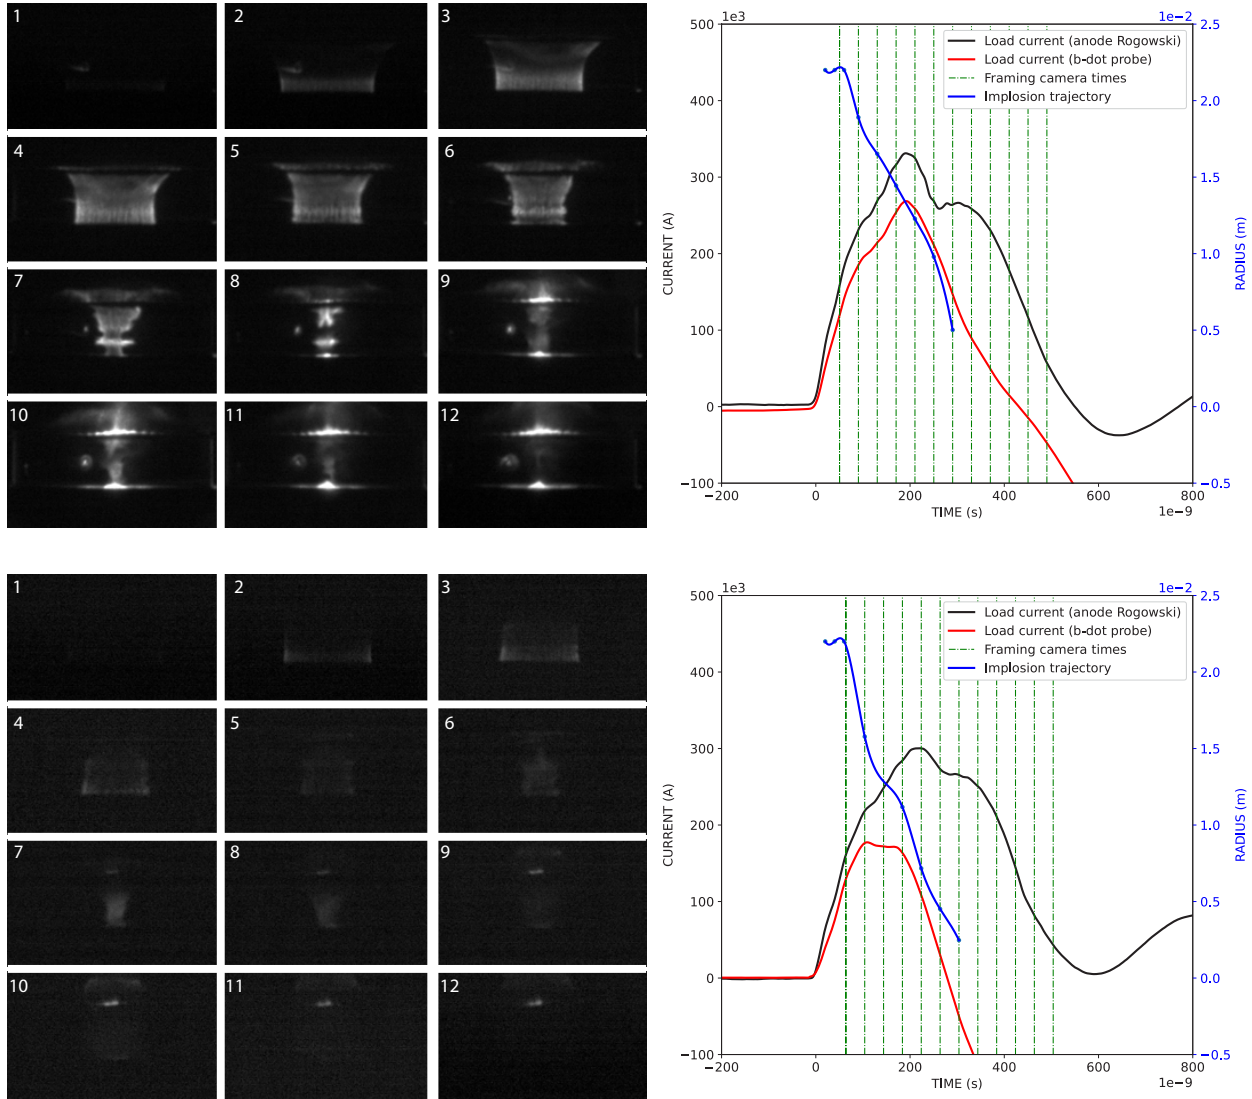 1 2 3
4 5 6
7 8 9
10 11 12
1e3 1e-2
500
400
300
200
100
0
−100
CURRENT (A)
Load current (anode Rogowski)
Load current (b-dot probe)
Framing camera times
Implosion trajectory
2.5
2.0
1.5
1.0
0.5
0.0
−0.5
RADIUS (m)
−200 0 200 400 600 800
TIME (s) 1e−9
1 2 3
4 5 6
7 8 9
10 11 12
1e3 1e-2
500
400
300
200
100
0
−100
CURRENT (A)
Load current (anode Rogowski)
Load current (b-dot probe)
Framing camera times
Implosion trajectory
2.5
2.0
1.5
1.0
0.5
0.0
−0.5
RADIUS (m)
−200 0 200 400 600 800
TIME (s) 1e−9